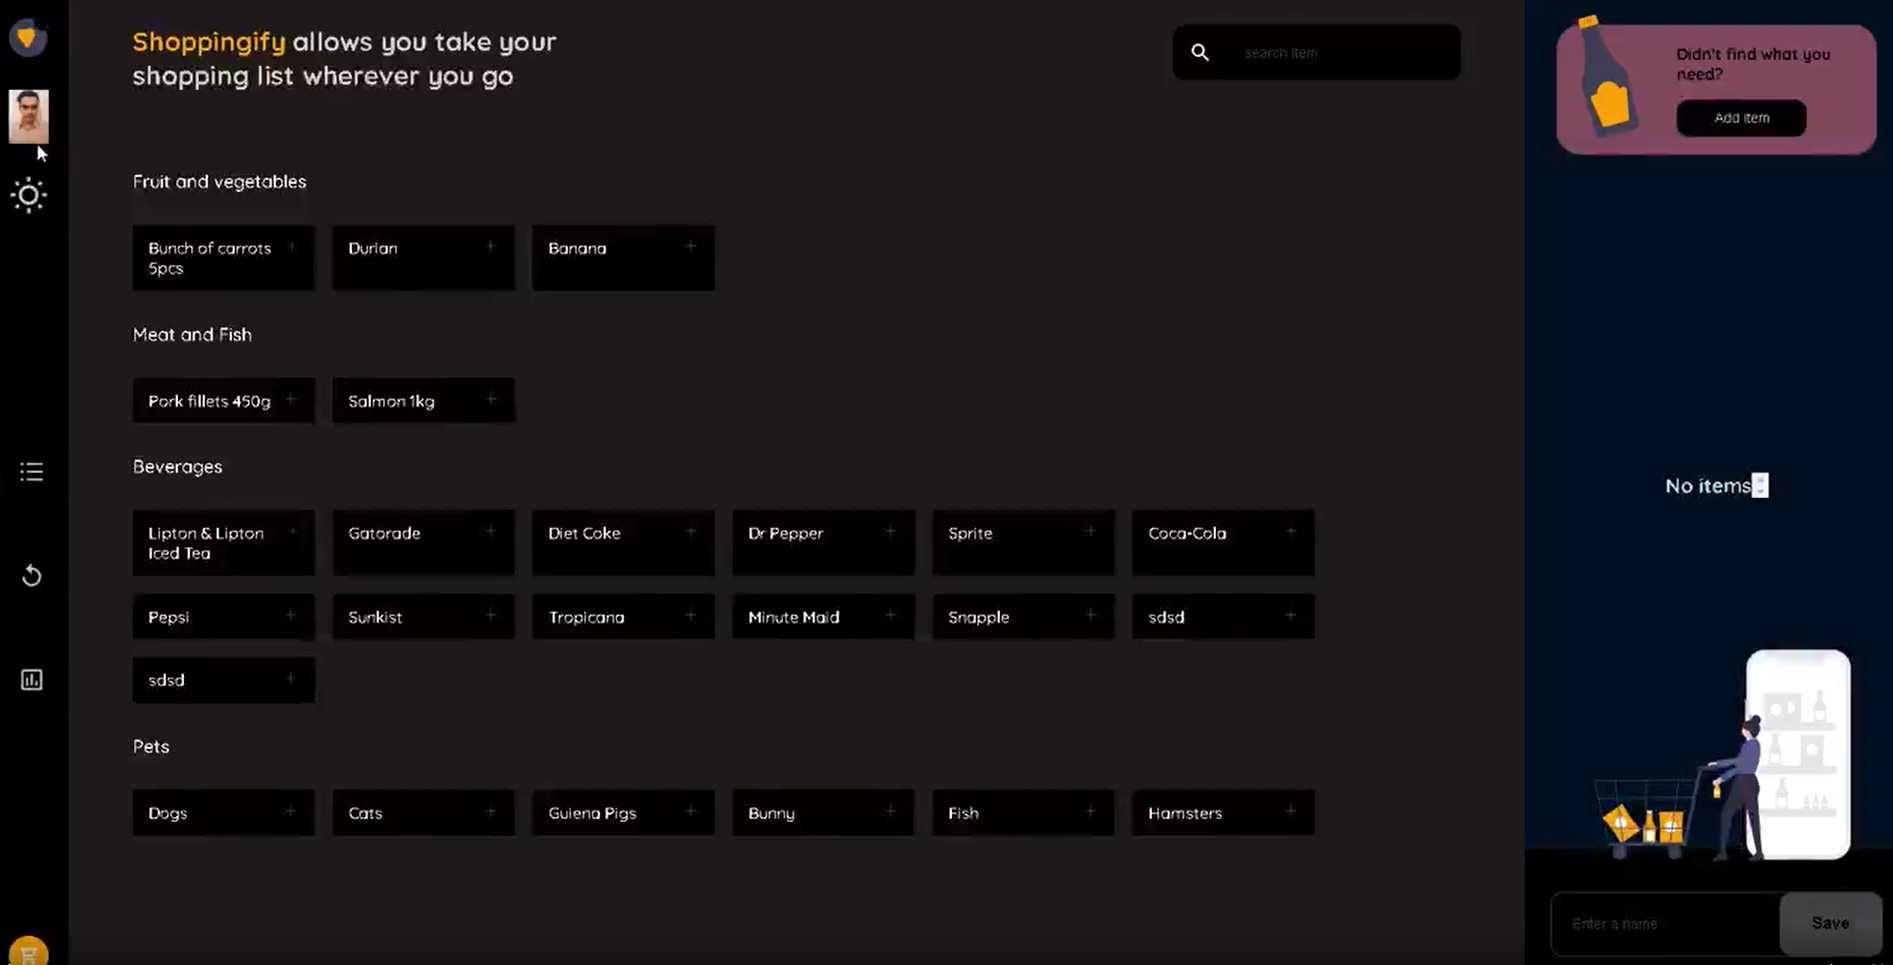 Shoppingify allows you take your
shopping list wherever you go
search item
Didn't find what you
need?
Add item
Fruit and vegetables
Bunch of carrots
5pcs
Durian
Banana
Meat and Fish
Pork fillets 450g
Salmon 1kg
Beverages
No items
Lipton & Lipton
Iced Tea
Gatorade
Diet Coke
Dr Pepper
Sprite
Coca-Cola
Pepsi
Sunkist
Tropicana
Minute Maid
Snapple
sdsd
sdsd
Pets
Dogs
Cats
Guiena Pigs
Bunny
Fish
Hamsters
Enter a name
Save